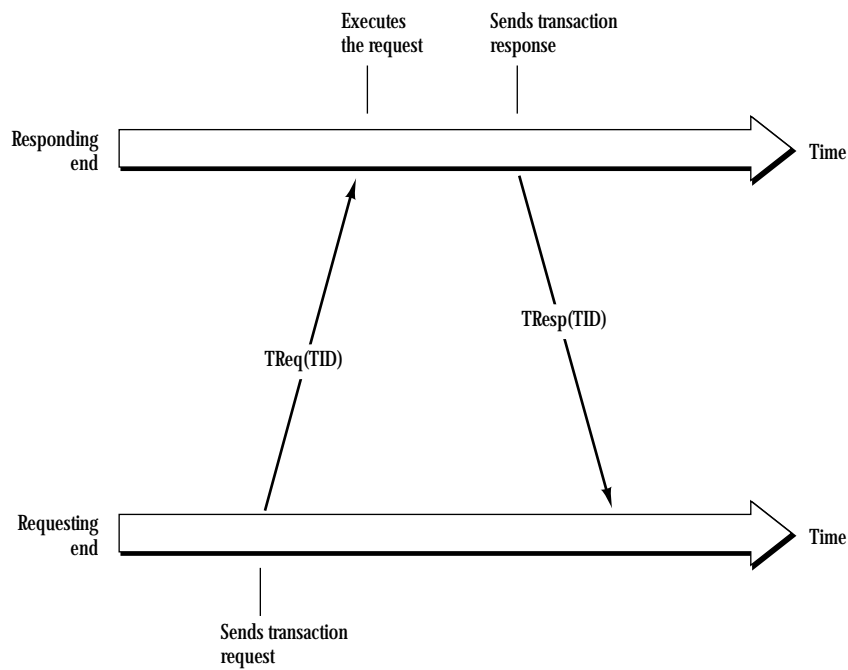 Executes
the request
Sends transaction
response
Responding
end
Time
TResp(TID)
TReq(TID)
Requesting
end
Time
Sends transaction
request